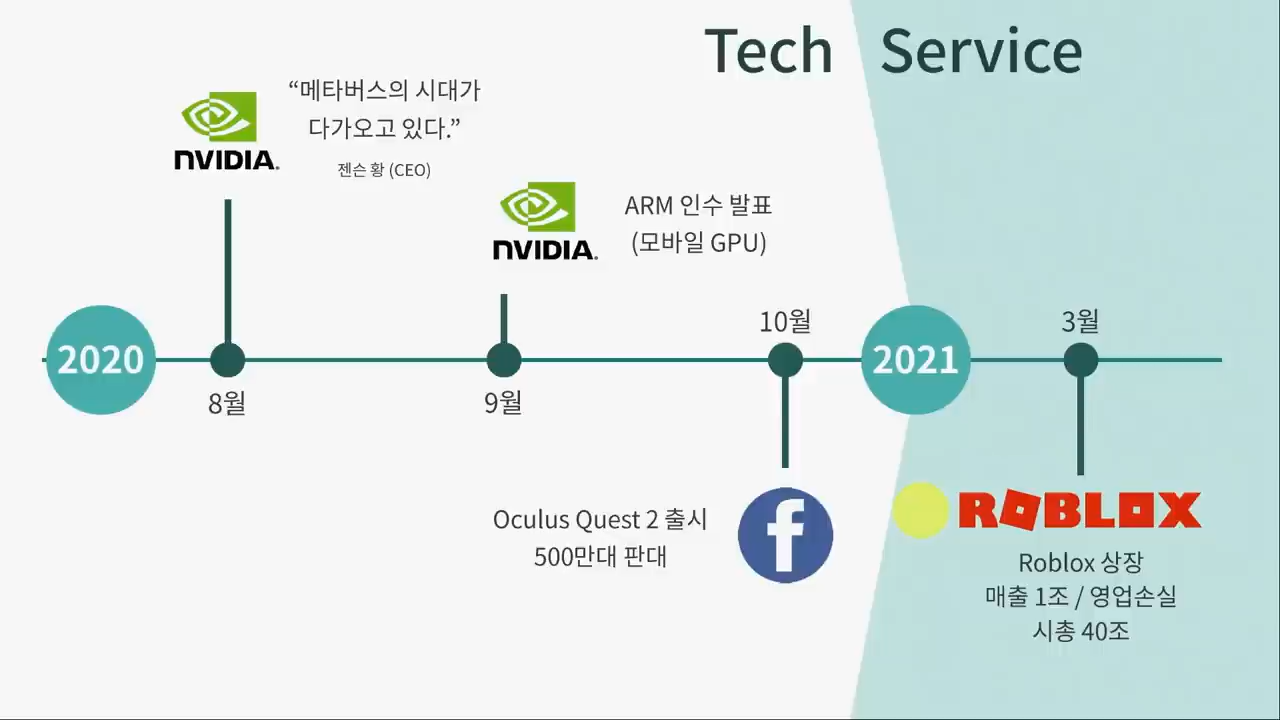 Tech Service
“메타버스의 시대가
다가오고 있다.”
젠슨 황 (CEO)
NVIDIA.
NVIDIA.
ARM 인수 발표
(모바일 GPU)
2020
8월
9월
10월
2021
3월
Oculus Quest 2 출시
500만대 판대
f
ROBLOX
Roblox 상장
매출 1조 / 영업손실
시총 40조